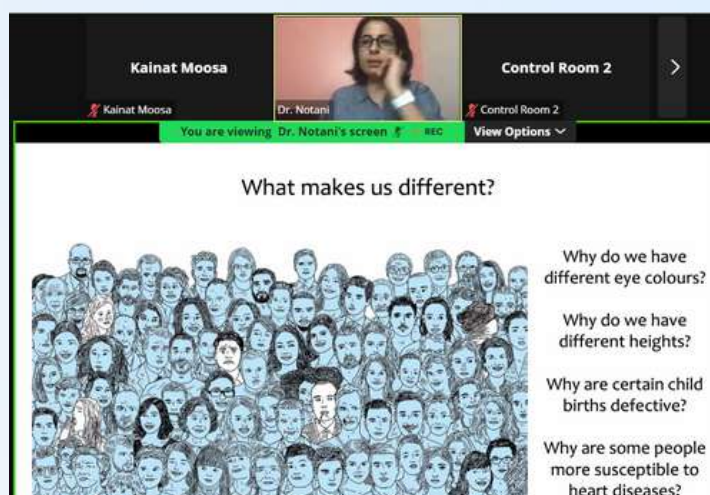 Kainat Moosa
Control Room 2
Kainat Moosa
Dr. Notani
Control Room 2
You are viewing Dr. Notani's screen
REC
View Options
What makes us different?
Why do we have
different eye colours?
Why do we have
different heights?
Why are certain child
births defective?
Why are some people
more susceptible to
heart diseases?